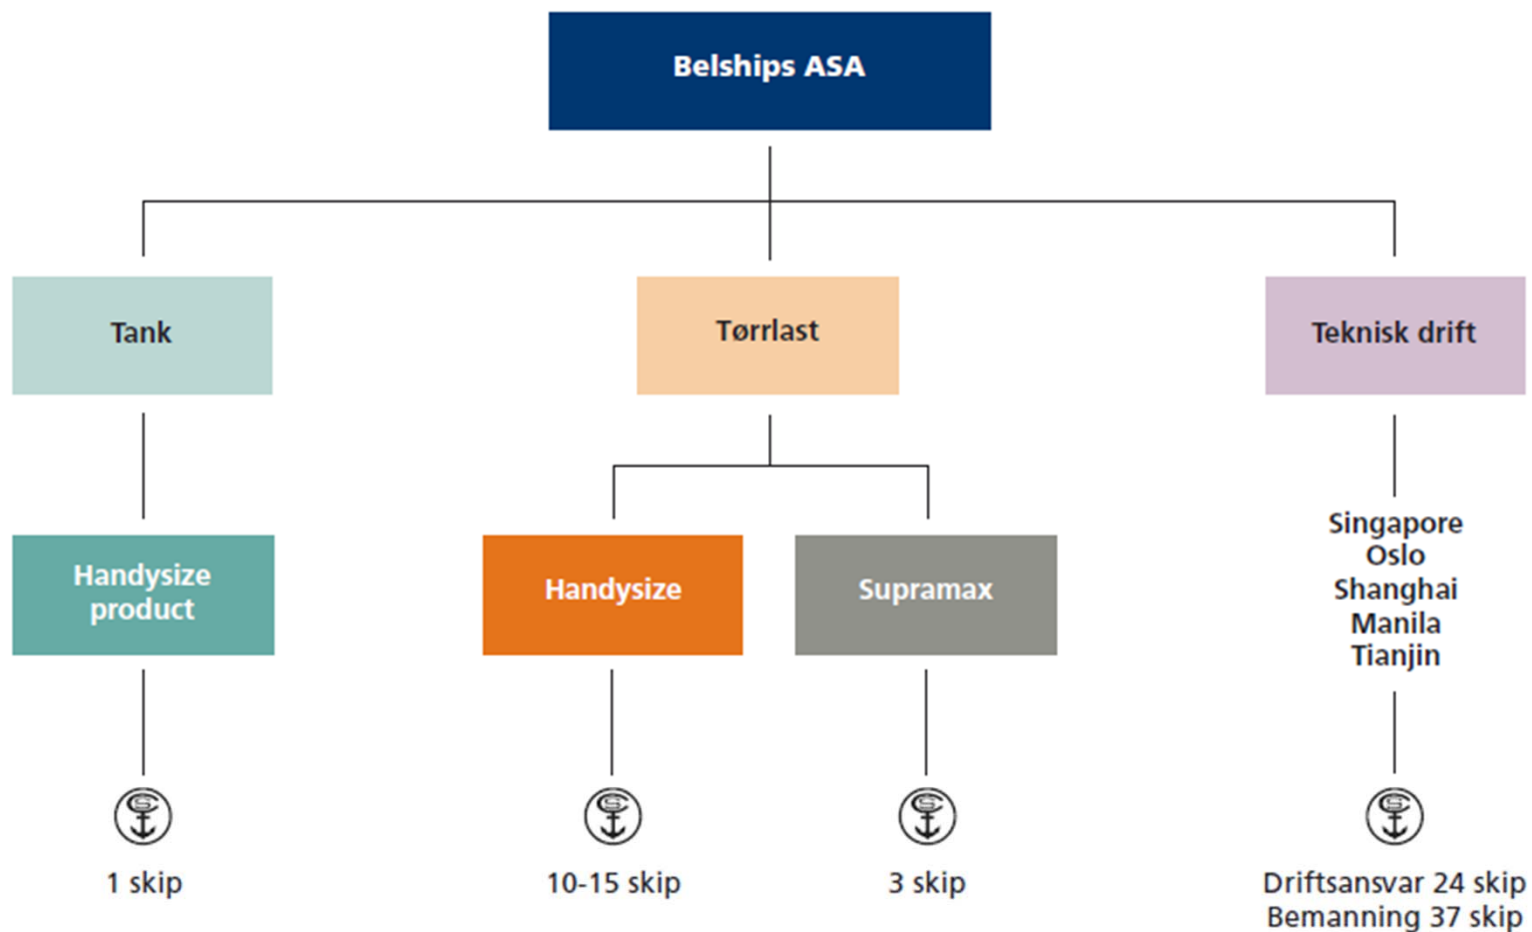 Belships ASA
Tank
Tørrlast
Teknisk drift
Handysize
product
Handysize
Supramax
Singapore
Oslo
Shanghai
Manila
Tianjin
1 skip
10-15 skip
3 skip
Driftsansvar 24 skip
Bemanning 37 skip